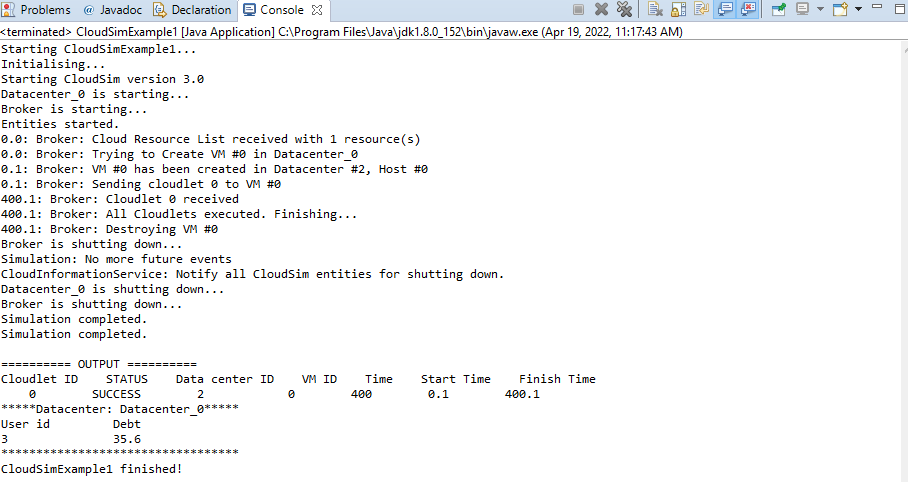 Problems @ Javadoc Declaration Console
<terminated> CloudSimExample1 [Java Application] C:\Program Files\Java\jdk1.8.0_152\bin\javaw.exe (Apr 19, 2022, 11:17:43 AM)
Starting CloudSimExample1...
Initialising...
Starting CloudSim version 3.0
Datacenter_0 is starting...
Broker is starting...
Entities started.
0.0: Broker: Cloud Resource List received with 1 resource(s)
0.0: Broker: Trying to Create VM #0 in Datacenter_0
0.1: Broker: VM #0 has been created in Datacenter #2, Host #0
0.1: Broker: Sending cloudlet 0 to VM #0
400.1: Broker: Cloudlet 0 received
400.1: Broker: All Cloudlets executed. Finishing...
400.1: Broker: Destroying VM #0
Broker is shutting down...
Simulation: No more future events
CloudInformationService: Notify all CloudSim entities for shutting down.
Datacenter_0 is shutting down...
Broker is shutting down...
Simulation completed.
Simulation completed.

========== OUTPUT ==========
Cloudlet ID    STATUS    Data center ID    VM ID    Time    Start Time    Finish Time
    0        SUCCESS        2            0        400        0.1        400.1
*****Datacenter: Datacenter_0*****
User id         Debt
3               35.6
**********************************
CloudSimExample1 finished!